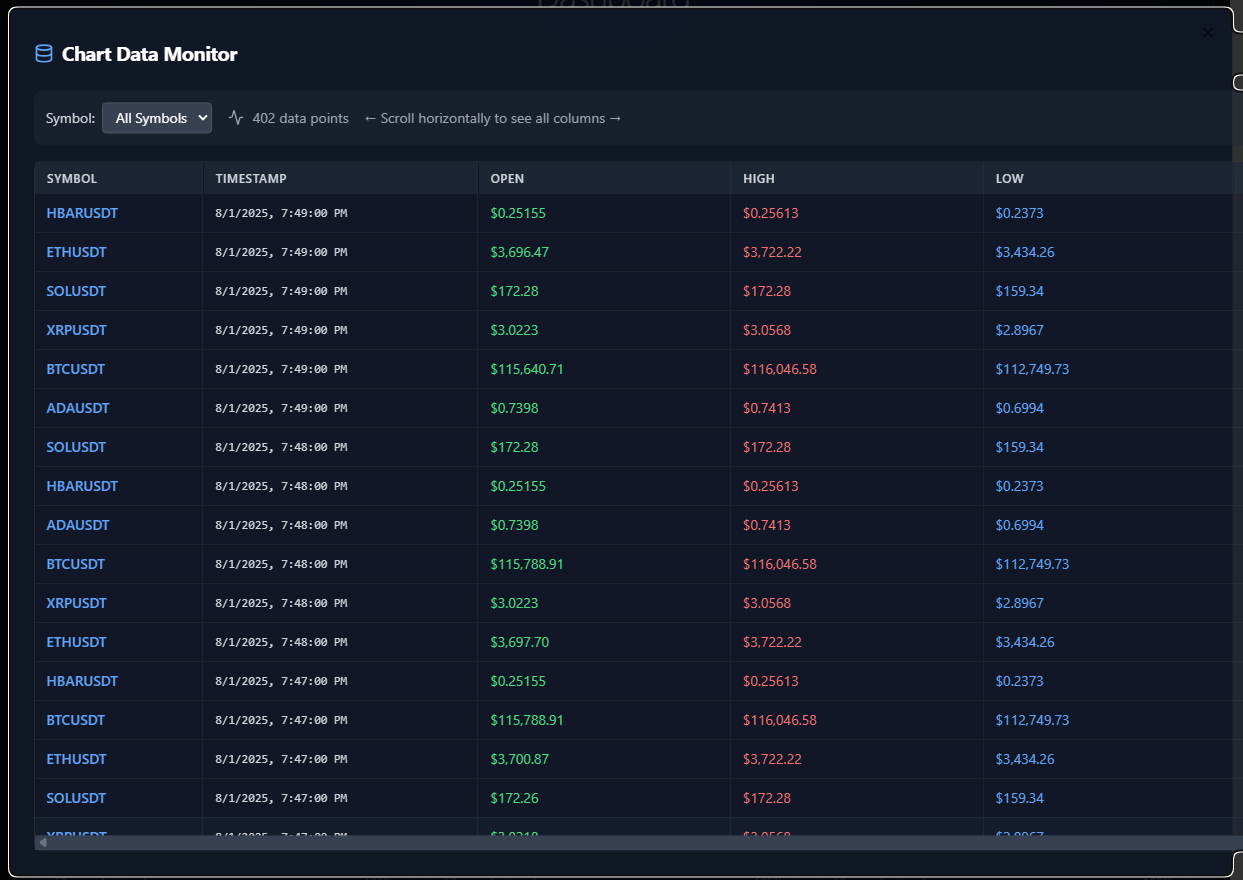 Dashboard
Chart Data Monitor
Symbol: All Symbols 402 data points ← Scroll horizontally to see all columns →
SYMBOL TIMESTAMP OPEN HIGH LOW
HBARUSDT 8/1/2025, 7:49:00 PM $0.25155 $0.25613 $0.2373
ETHUSDT 8/1/2025, 7:49:00 PM $3,696.47 $3,722.22 $3,434.26
SOLUSDT 8/1/2025, 7:49:00 PM $172.28 $172.28 $159.34
XRPUSDT 8/1/2025, 7:49:00 PM $3.0223 $3.0568 $2.8967
BTCUSDT 8/1/2025, 7:49:00 PM $115,640.71 $116,046.58 $112,749.73
ADAUSDT 8/1/2025, 7:49:00 PM $0.7398 $0.7413 $0.6994
SOLUSDT 8/1/2025, 7:48:00 PM $172.28 $172.28 $159.34
HBARUSDT 8/1/2025, 7:48:00 PM $0.25155 $0.25613 $0.2373
ADAUSDT 8/1/2025, 7:48:00 PM $0.7398 $0.7413 $0.6994
BTCUSDT 8/1/2025, 7:48:00 PM $115,788.91 $116,046.58 $112,749.73
XRPUSDT 8/1/2025, 7:48:00 PM $3.0223 $3.0568 $2.8967
ETHUSDT 8/1/2025, 7:48:00 PM $3,697.70 $3,722.22 $3,434.26
HBARUSDT 8/1/2025, 7:47:00 PM $0.25155 $0.25613 $0.2373
BTCUSDT 8/1/2025, 7:47:00 PM $115,788.91 $116,046.58 $112,749.73
ETHUSDT 8/1/2025, 7:47:00 PM $3,700.87 $3,722.22 $3,434.26
SOLUSDT 8/1/2025, 7:47:00 PM $172.26 $172.28 $159.34
XRPUSDT 8/1/2025, 7:47:00 PM $3.0568 $2.8967